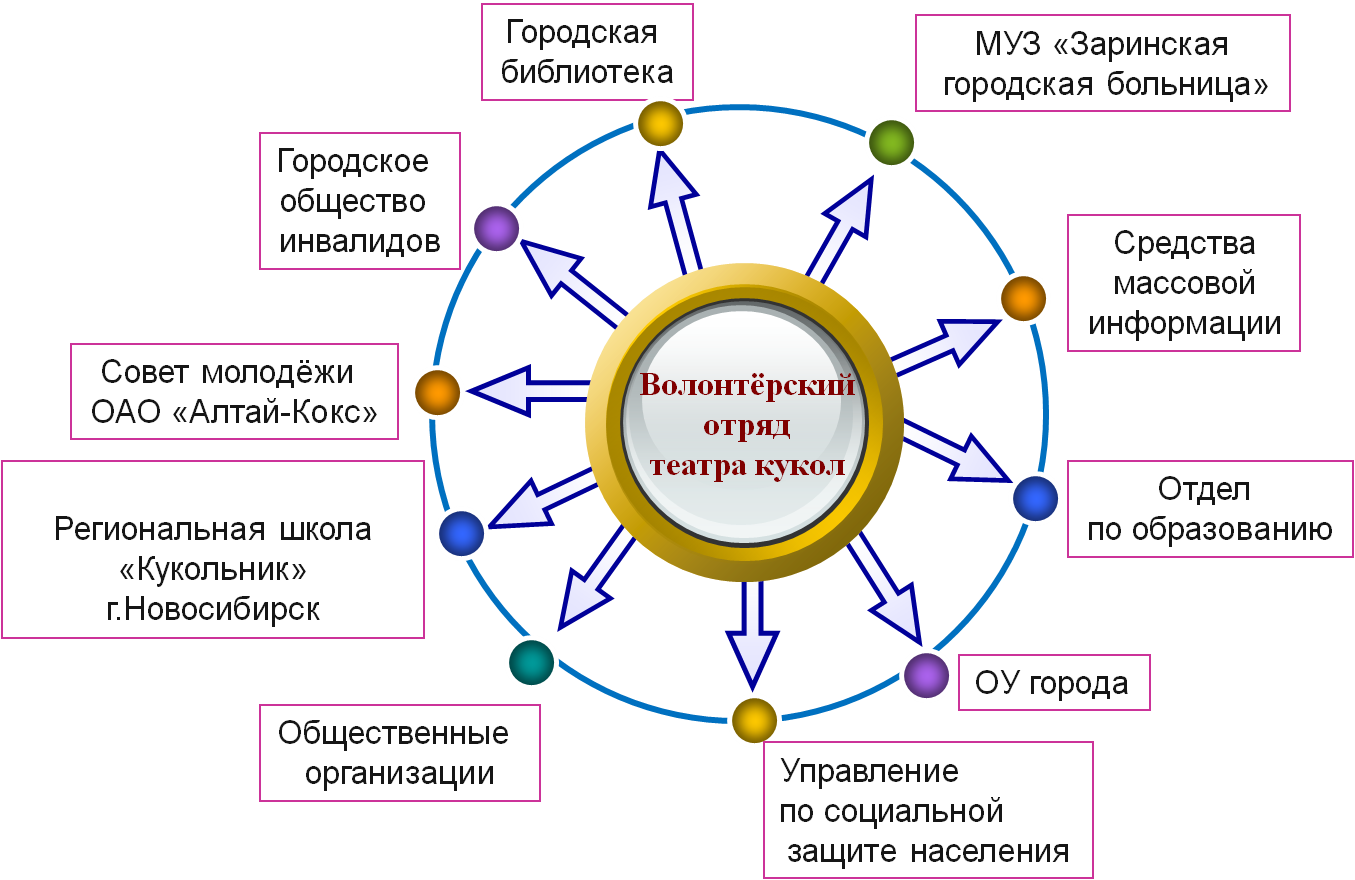 Городская
библиотека
МУЗ «Заринская
городская больница»
Городское
общество
инвалидов
Средства
массовой
информации
Совет молодёжи
ОАО «Алтай-Кокс»
Волонтёрский
отряд
театра кукол
Отдел
по образованию
Региональная школа
«Кукольник»
г.Новосибирск
ОУ города
Общественные
организации
Управление
по социальной
защите населения